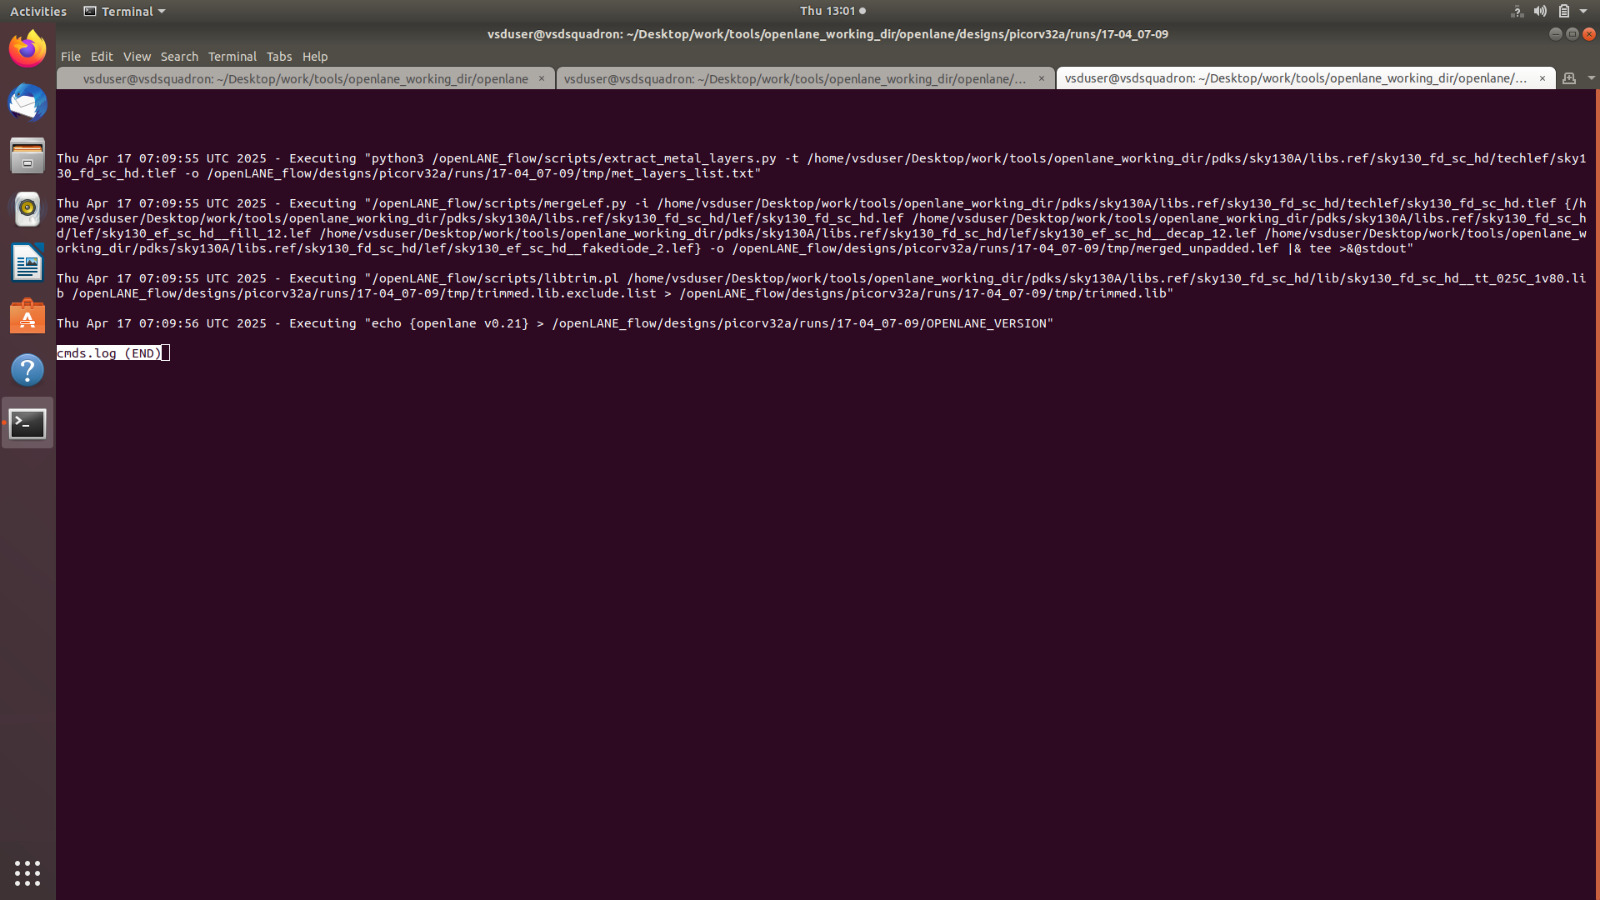 Activities Terminal Thu 13:01
vsduser@vsdsquadron: ~/Desktop/work/tools/openlane_working_dir/openlane/designs/picorv32a/runs/17-04_07-09
File Edit View Search Terminal Tabs Help
vsduser@vsdsquadron: ~/Desktop/work/tools/openlane_working_dir/openlane × vsduser@vsdsquadron: ~/Desktop/work/tools/openlane_working_dir/openlane/... × vsduser@vsdsquadron: ~/Desktop/work/tools/openlane_working_dir/openlane/... ×
Thu Apr 17 07:09:55 UTC 2025 - Executing "python3 /openLANE_flow/scripts/extract_metal_layers.py -t /home/vsduser/Desktop/work/tools/openlane_working_dir/pdks/sky130A/libs.ref/sky130_fd_sc_hd/techlef/sky1
30_fd_sc_hd.tlef -o /openLANE_flow/designs/picorv32a/runs/17-04_07-09/tmp/met_layers_list.txt"
Thu Apr 17 07:09:55 UTC 2025 - Executing "/openLANE_flow/scripts/mergeLef.py -i /home/vsduser/Desktop/work/tools/openlane_working_dir/pdks/sky130A/libs.ref/sky130_fd_sc_hd/techlef/sky130_fd_sc_hd.tlef {/h
ome/vsduser/Desktop/work/tools/openlane_working_dir/pdks/sky130A/libs.ref/sky130_fd_sc_hd/lef/sky130_fd_sc_hd.lef /home/vsduser/Desktop/work/tools/openlane_working_dir/pdks/sky130A/libs.ref/sky130_fd_sc_h
d/lef/sky130_ef_sc_hd__fill_12.lef /home/vsduser/Desktop/work/tools/openlane_working_dir/pdks/sky130A/libs.ref/sky130_fd_sc_hd/lef/sky130_ef_sc_hd__decap_12.lef /home/vsduser/Desktop/work/tools/openlane_w
orking_dir/pdks/sky130A/libs.ref/sky130_fd_sc_hd/lef/sky130_ef_sc_hd__fakediode_2.lef} -o /openLANE_flow/designs/picorv32a/runs/17-04_07-09/tmp/merged_unpadded.lef |& tee >&@stdout"
Thu Apr 17 07:09:55 UTC 2025 - Executing "/openLANE_flow/scripts/libtrim.pl /home/vsduser/Desktop/work/tools/openlane_working_dir/pdks/sky130A/libs.ref/sky130_fd_sc_hd/lib/sky130_fd_sc_hd__tt_025C_1v80.li
b /openLANE_flow/designs/picorv32a/runs/17-04_07-09/tmp/trimmed.lib.exclude.list > /openLANE_flow/designs/picorv32a/runs/17-04_07-09/tmp/trimmed.lib"
Thu Apr 17 07:09:56 UTC 2025 - Executing "echo {openlane v0.21} > /openLANE_flow/designs/picorv32a/runs/17-04_07-09/OPENLANE_VERSION"
cmds.log (END)